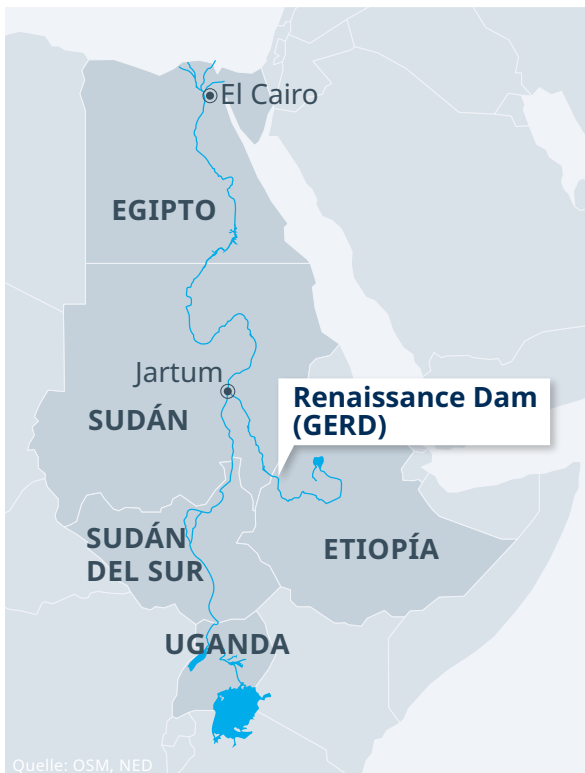 El Cairo
EGIPTO
Jartum
Renaissance Dam
(GERD)
SUDÁN
SUDÁN
DEL SUR
ETIOPÍA
UGANDA
Quelle: OSM, NED